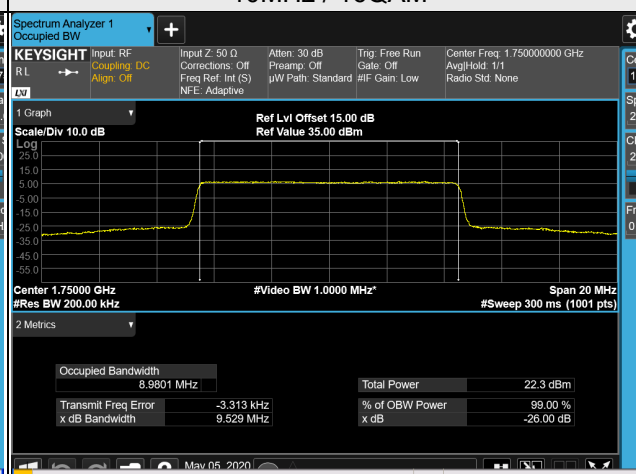 Spectrum Analyzer 1
Occupied BW
KEYSIGHT
Input: RF
Coupling: DC
Align: Off
Input Z: 50 Ω
Corrections: Off
Freq Ref: Int (S)
NFE: Adaptive
Atten: 30 dB
Preamp: Off
µW Path: Standard
Trig: Free Run
Gate: Off
#IF Gain: Low
Center Freq: 1.750000000 GHz
Avg|Hold: 1/1
Radio Std: None
R L
LXI
1 Graph
Scale/Div 10.0 dB
Ref Lvl Offset 15.00 dB
Ref Value 35.00 dBm
Log
25.0
15.0
5.00
-5.00
-15.0
-25.0
-35.0
-45.0
-55.0
Center 1.75000 GHz
#Res BW 200.00 kHz
#Video BW 1.0000 MHz*
Span 20 MHz
#Sweep 300 ms (1001 pts)
2 Metrics
Occupied Bandwidth
8.9801 MHz
Total Power 22.3 dBm
Transmit Freq Error -3.313 kHz
% of OBW Power 99.00 %
x dB Bandwidth 9.529 MHz
x dB -26.00 dB
May 05, 2020